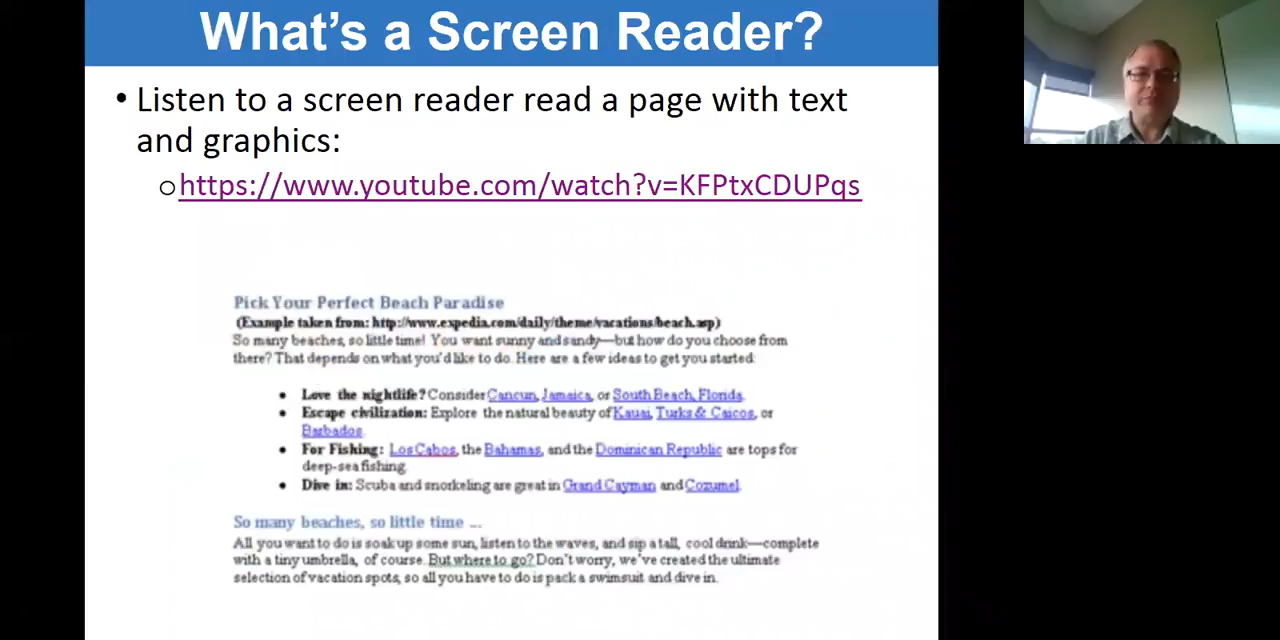 What's a Screen Reader?
• Listen to a screen reader read a page with text
and graphics:
o https://www.youtube.com/watch?v=KFPtxCDUPqs
Pick Your Perfect Beach Paradise
(Example taken from: http://www.expedia.com/daily/theme/vacations/beach.asp)
So many beaches, so little time! You want sunny and sandy—but how do you choose from
there? That depends on what you'd like to do. Here are a few ideas to get you started:
• Love the nightlife? Consider Cancun, Jamaica, or South Beach, Florida.
• Escape civilization: Explore the natural beauty of Kauai, Turks & Caicos, or
Barbados.
• For Fishing: Los Cabos, the Bahamas, and the Dominican Republic are tops for
deep-sea fishing.
• Dive in: Scuba and snorkeling are great in Grand Cayman and Cozumel.
So many beaches, so little time ...
All you want to do is soak up some sun, listen to the waves, and sip a tall, cool drink—complete
with a tiny umbrella, of course. But where to go? Don't worry, we've created the ultimate
selection of vacation spots, so all you have to do is pack a swimsuit and dive in.